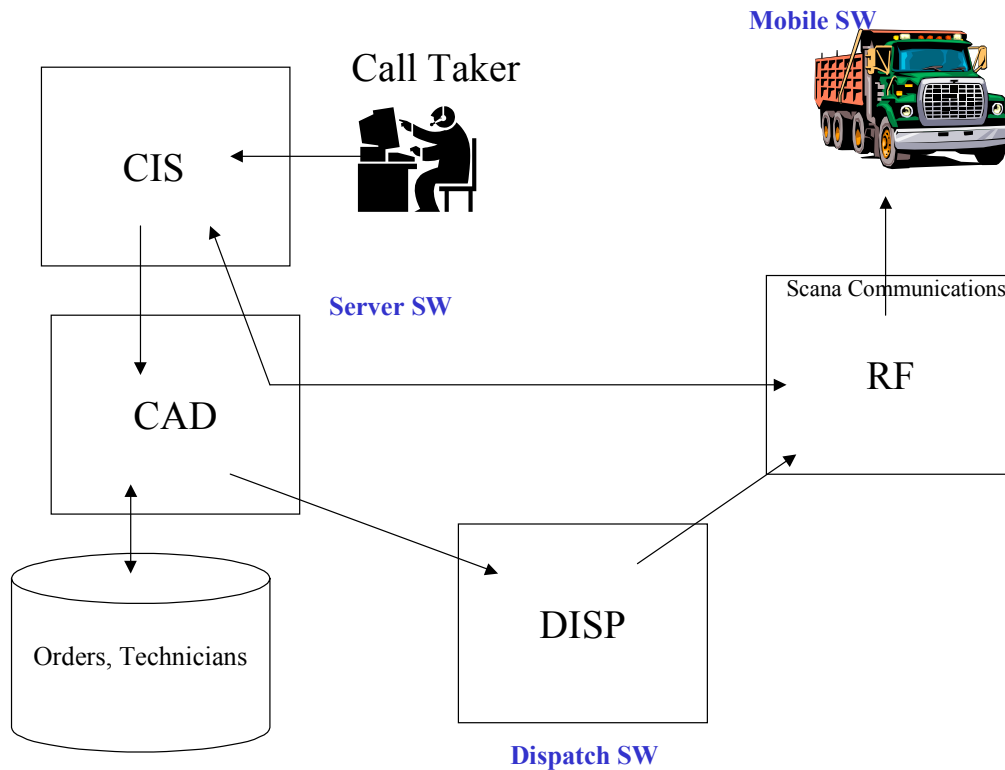 Mobile SW
Call Taker
CIS
Server SW
Scana Communications
RF
CAD
DISP
Orders, Technicians
Dispatch SW